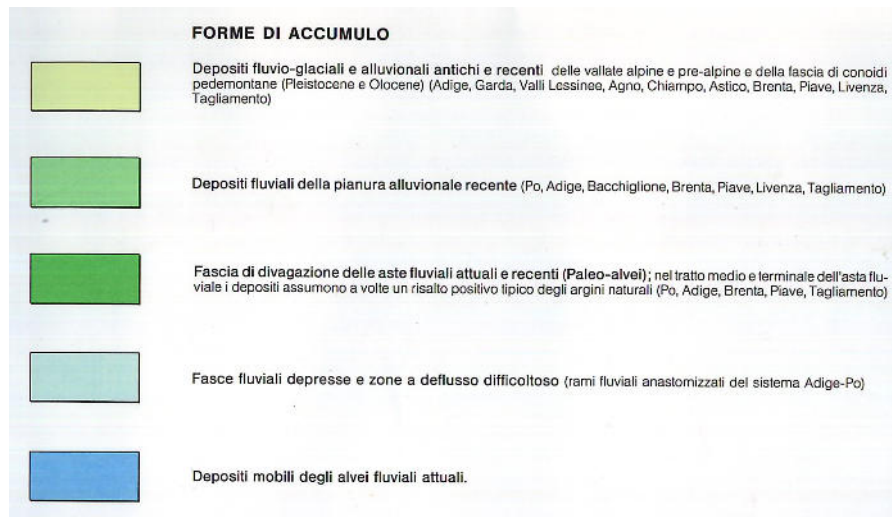 FORME DI ACCUMULO
Depositi fluvio-glaciali e alluvionali antichi e recenti delle vallate alpine e pre-alpine e della fascia di conoidi
pedemontane (Pleistocene e Olocene) (Adige, Garda, Valli Lessinee, Agno, Chiampo, Astico, Brenta, Piave, Livenza,
Tagliamento)
Depositi fluviali della pianura alluvionale recente (Po, Adige, Bacchiglione, Brenta, Piave, Livenza, Tagliamento)
Fascia di divagazione delle aste fluviali attuali e recenti (Paleo-alvei); nel tratto medio e terminale dell'asta flu-
viale i depositi assumono a volte un risalto positivo tipico degli argini naturali (Po, Adige, Brenta, Piave, Tagliamento)
Fasce fluviali depresse e zone a deflusso difficoltoso (rami fluviali anastomizzati del sistema Adige-Po)
Depositi mobili degli alvei fluviali attuali.